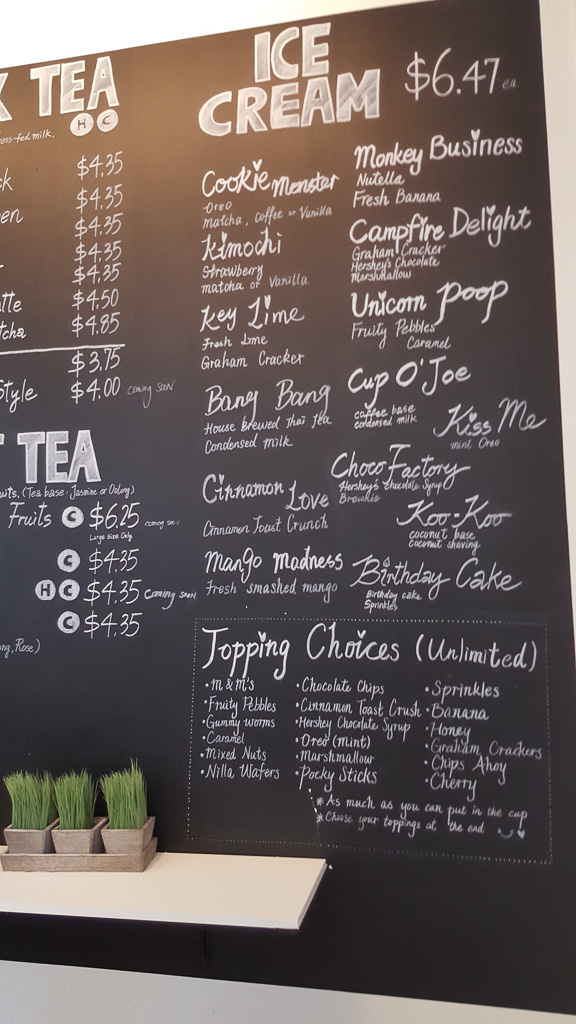 K TEA
H C
ess-fed milk.
ck $4.35
een $4.35
$4.35
$4.35
r $4.35
atte $4.50
tcha $4.85
$3.75
Style $4.00 coming soon
T TEA
uits, (Tea base: Jasmine or Oolong)
Fruits C $6.25 coming soon
Large size Only
C $4.35
H C $4.35 coming soon
C $4.35
ng, Rose)
ICE
CREAM
$6.47 ea
Cookie Monster
Oreo
matcha, coffee or Vanilla
Kimochi
Strawberry
matcha or Vanilla
Key Lime
Fresh Lime
Graham Cracker
Bang Bang
House Brewed thai tea
Condensed milk
Cinnamon Love
Cinnamon Toast Crunch
Mango Madness
Fresh smashed mango
Monkey Business
Nutella
Fresh Banana
Campfire Delight
Graham Cracker
Hershey's Chocolate
Marshmallow
Unicorn Poop
Fruity Pebbles
Caramel
Cup O'Joe
coffee base
condensed milk
Kiss Me
mint Oreo
Choco Factory
Hershey's Chocolate Syrup
Brownie
Koo-Koo
coconut base
coconut shaving
Birthday Cake
Birthday cake
Sprinkles
Topping Choices (Unlimited)
• M & M's
• Fruity Pebbles
• Gummy worms
• Caramel
• Mixed Nuts
• Nilla Wafers
• Chocolate Chips
• Cinnamon Toast Crush
• Hershey Chocolate Syrup
• Oreo (mint)
• Marshmallow
• Pocky Sticks
• Sprinkles
• Banana
• Honey
• Graham Crackers
• Chips Ahoy
• Cherry
* As much as you can put in the cup
* Choose your toppings at the end